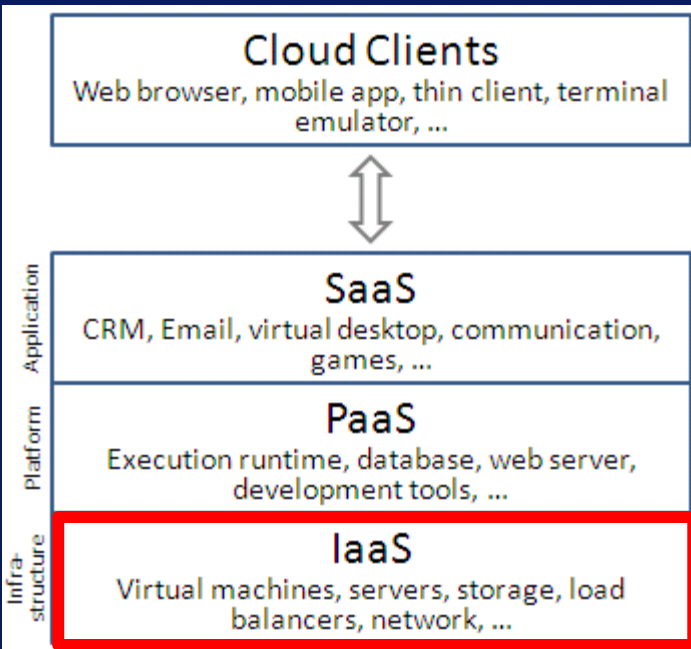 Cloud Clients
Web browser, mobile app, thin client, terminal
emulator, ...
Application
SaaS
CRM, Email, virtual desktop, communication,
games, ...
Platform
PaaS
Execution runtime, database, web server,
development tools, ...
Infra-
structure
IaaS
Virtual machines, servers, storage, load
balancers, network, ...